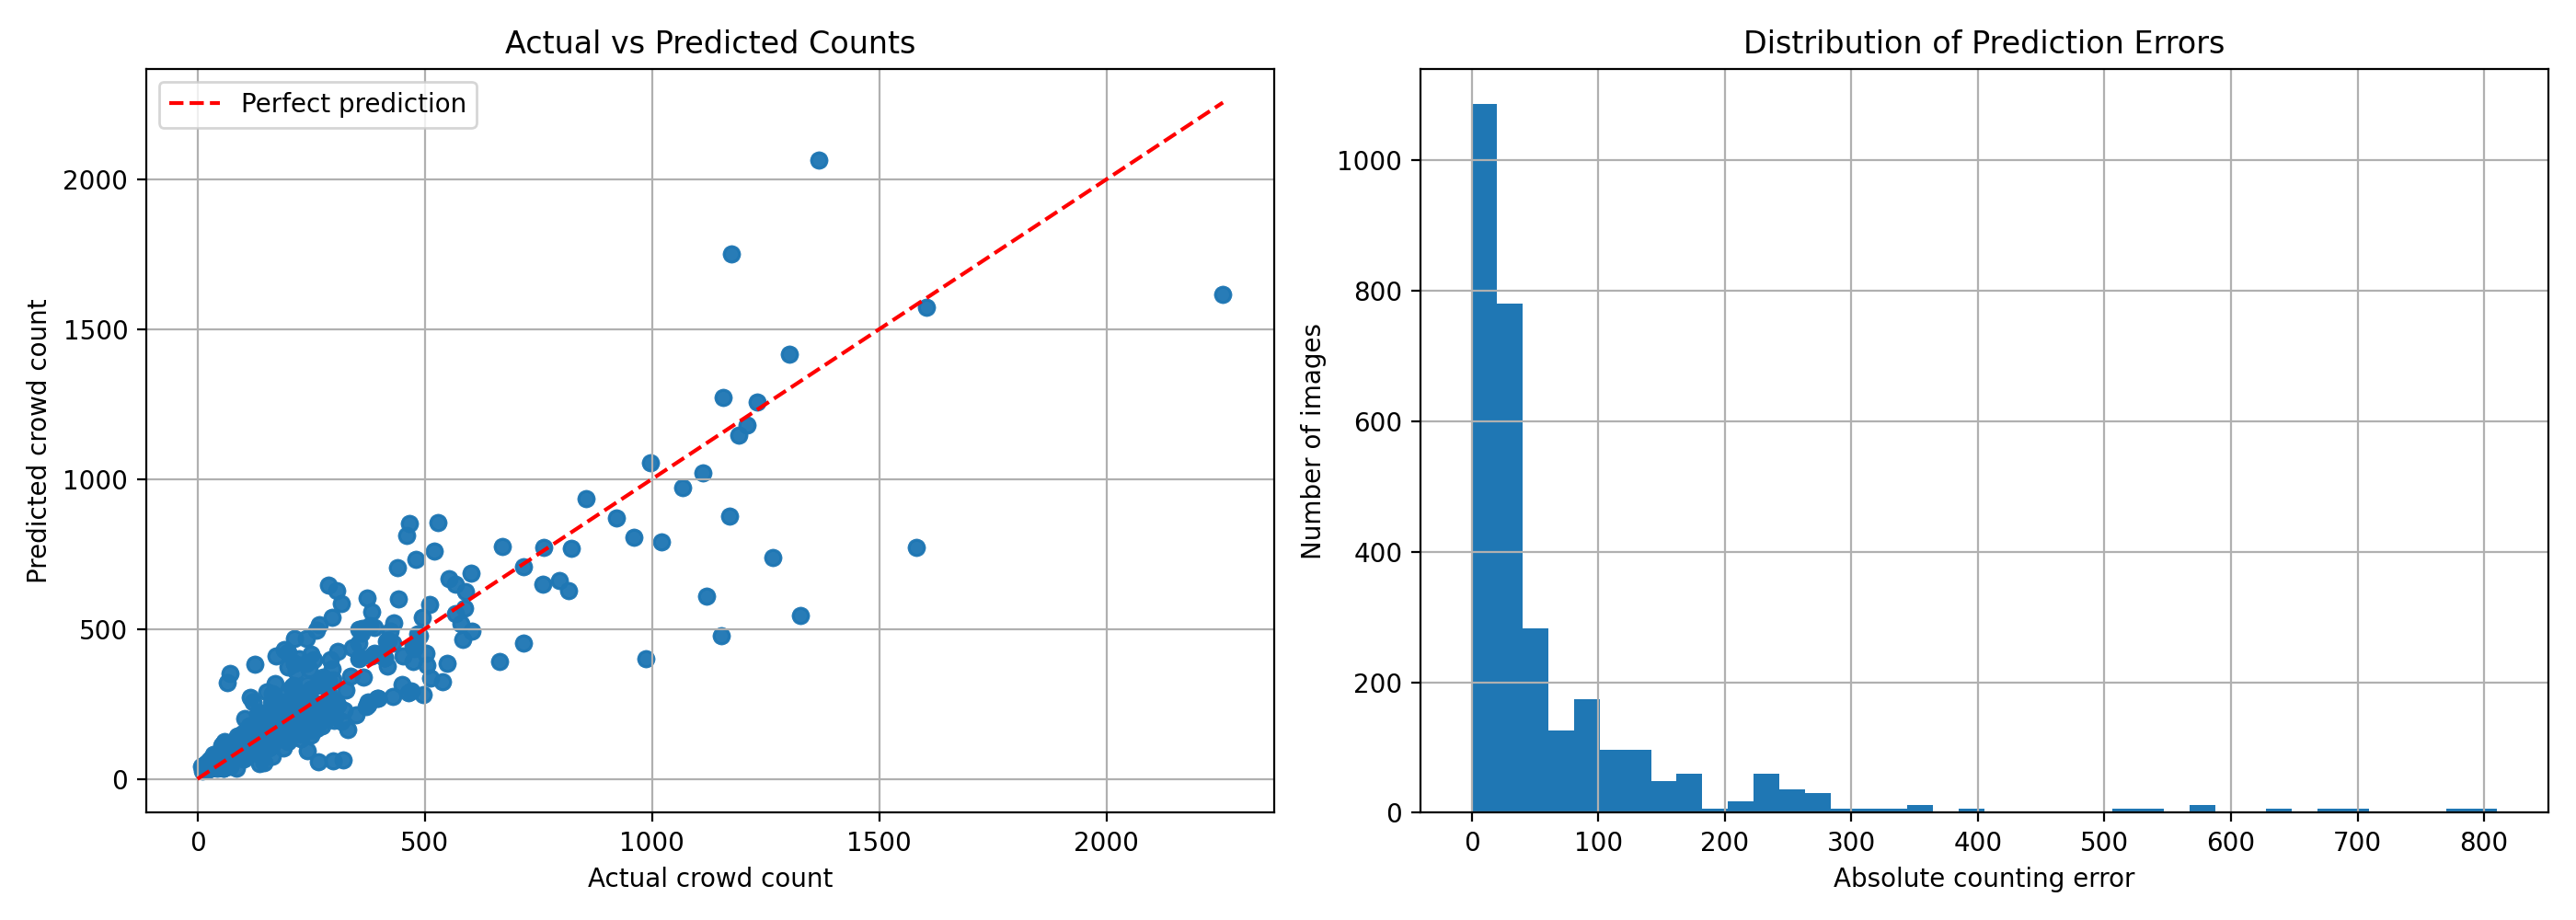 Actual vs Predicted Counts
Perfect prediction
2000
1500
1000
500
0
0 500 1000 1500 2000
Predicted crowd count
Actual crowd count
Distribution of Prediction Errors
1000
800
600
400
200
0
0 100 200 300 400 500 600 700 800
Number of images
Absolute counting error